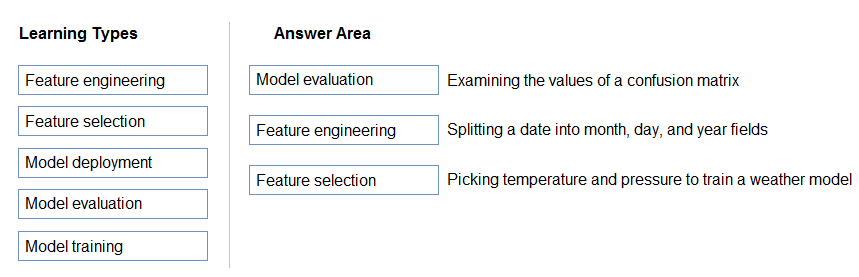 Learning Types
Answer Area
Feature engineering
Model evaluation
Examining the values of a confusion matrix
Feature selection
Feature engineering
Splitting a date into month, day, and year fields
Model deployment
Feature selection
Picking temperature and pressure to train a weather model
Model evaluation
Model training